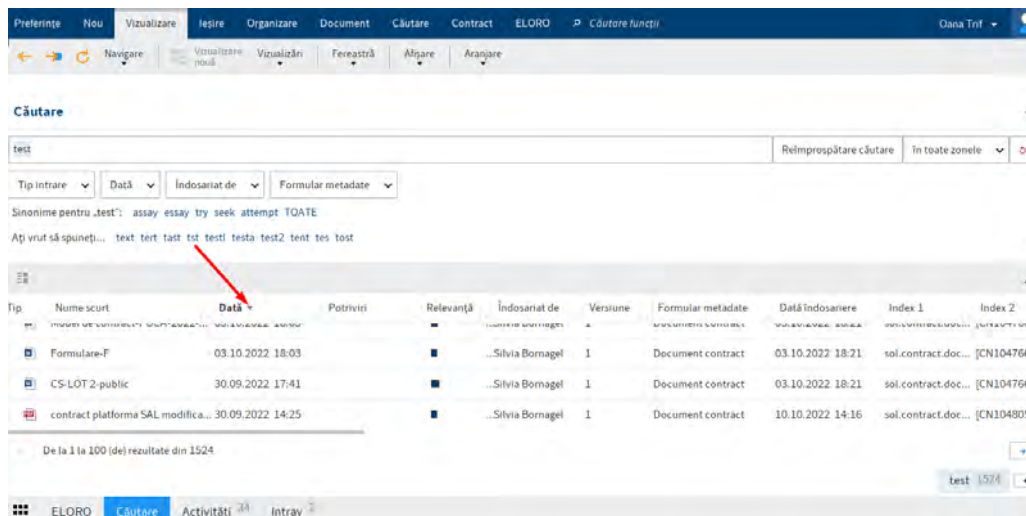 Preferințe Nou Vizualizare Ieșire Organizare Document Căutare Contract ELORO Căutare funcții Oana Trif
Navigare Vizualizare nouă Vizualizări Fereastră Afișare Aranjare
Căutare
test Reîmprospătare căutare în toate zonele
Tip intrare Dată Îndosariat de Formular metadate
Sinonime pentru „test": assay essay try seek attempt TOATE
Ați vrut să spuneți... text tert tast tst testl testa test2 tent tes tost
Tip Nume scurt Dată Potriviri Relevanță Îndosariat de Versiune Formular metadate Dată îndosariere Index 1 Index 2
Formulare-F 03.10.2022 18:03 ...Silvia Bornagel 1 Document contract 03.10.2022 18:21 sol.contract.doc... [CN10476
CS-LOT 2-public 30.09.2022 17:41 ...Silvia Bornagel 1 Document contract 03.10.2022 18:21 sol.contract.doc... [CN10476
contract platforma SAL modifica... 30.09.2022 14:25 ...Silvia Bornagel 1 Document contract 10.10.2022 14:16 sol.contract.doc... [CN10480
De la 1 la 100 (de) rezultate din 1524
test 1524
ELORO Căutare Activități 34 Intray